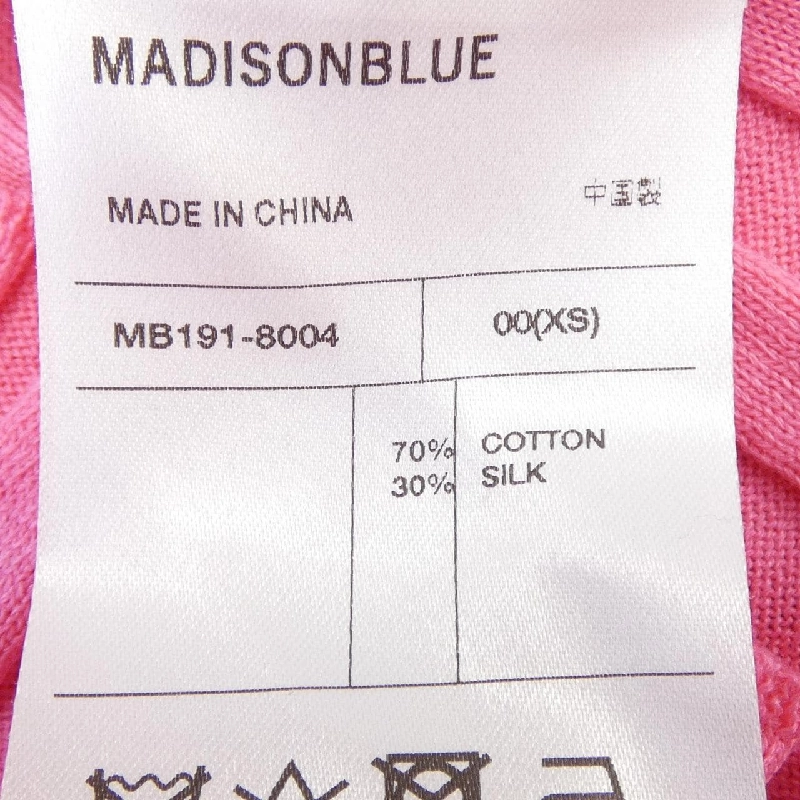 MADISONBLUE
MADE IN CHINA 中国製
MB191-8004 00(XS)
70% COTTON
30% SILK